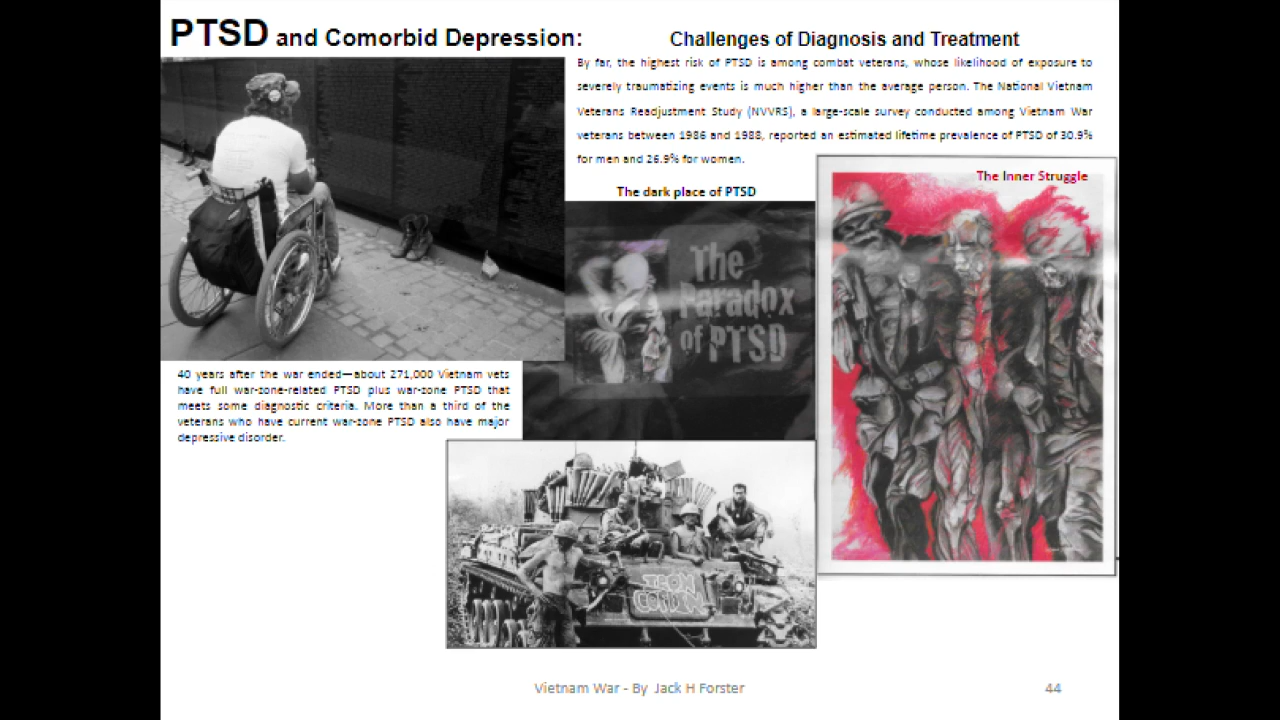 PTSD and Comorbid Depression:
Challenges of Diagnosis and Treatment
By far, the highest risk of PTSD is among combat veterans, whose likelihood of exposure to
severely traumatizing events is much higher than the average person. The National Vietnam
Veterans Readjustment Study (NVVRS), a large-scale survey conducted among Vietnam War
veterans between 1986 and 1988, reported an estimated lifetime prevalence of PTSD of 30.9%
for men and 26.9% for women.
The dark place of PTSD
The Inner Struggle
The
Paradox
of PTSD
40 years after the war ended—about 271,000 Vietnam vets
have full war-zone-related PTSD plus war-zone PTSD that
meets some diagnostic criteria. More than a third of the
veterans who have current war-zone PTSD also have major
depressive disorder.
COFFIN
Vietnam War - By Jack H Forster
44